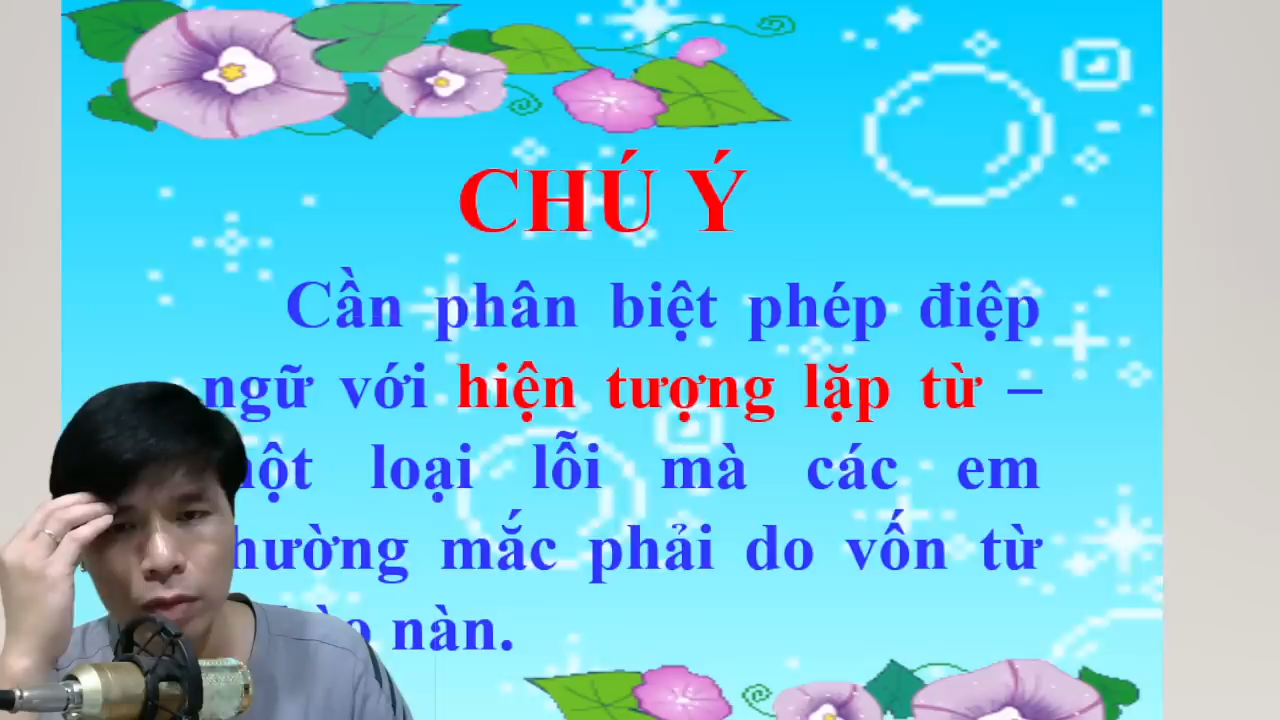 CHÚ Ý
Cần phân biệt phép điệp
ngữ với hiện tượng lặp từ –
loại lỗi mà các em
mắc phải do vốn từ
nàn.